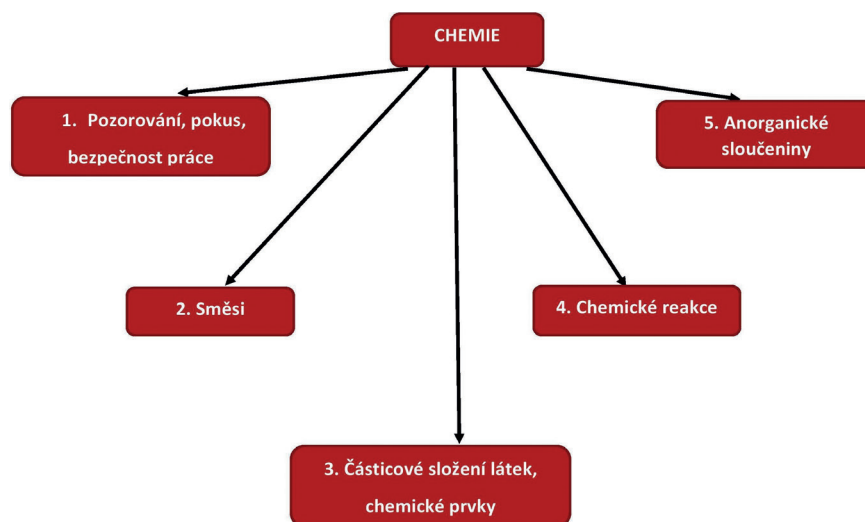 CHEMIE
1. Pozorování, pokus,
bezpečnost práce
2. Směsi
3. Částicové složení látek,
chemické prvky
4. Chemické reakce
5. Anorganické
sloučeniny